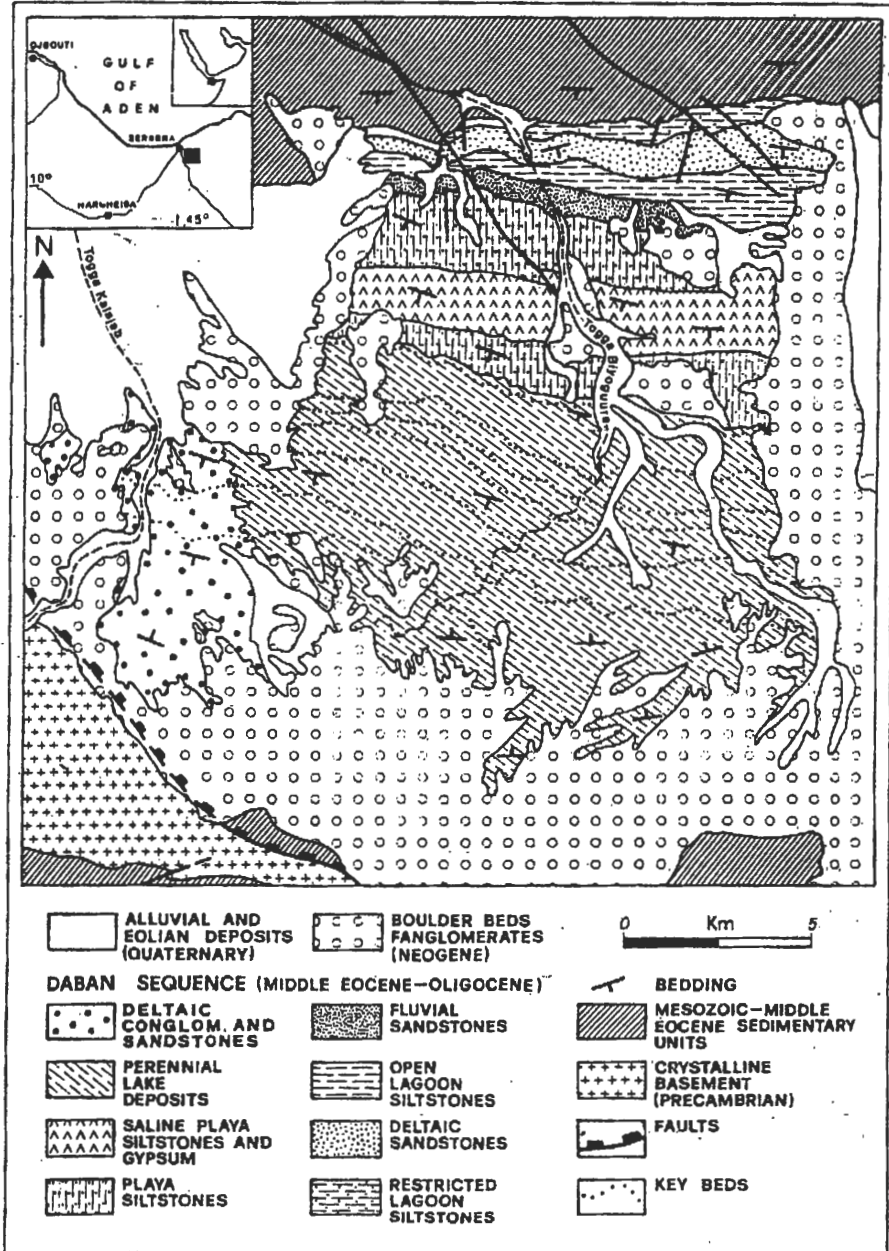 DJIBOUTI
GULF
OF
ADEN
BERBERA
10°
HARGHEISA
45°
N
Togga Kalajab
Togga Biyoguure
ALLUVIAL AND
EOLIAN DEPOSITS
(QUATERNARY)
BOULDER BEDS
FANGLOMERATES
(NEOGENE)
0 Km 5
DABAN SEQUENCE (MIDDLE EOCENE–OLIGOCENE)
BEDDING
DELTAIC
CONGLOM. AND
SANDSTONES
FLUVIAL
SANDSTONES
MESOZOIC–MIDDLE
EOCENE SEDIMENTARY
UNITS
PERENNIAL
LAKE
DEPOSITS
OPEN
LAGOON
SILTSTONES
CRYSTALLINE
BASEMENT
(PRECAMBRIAN)
SALINE PLAYA
SILTSTONES AND
GYPSUM
DELTAIC
SANDSTONES
FAULTS
PLAYA
SILTSTONES
RESTRICTED
LAGOON
SILTSTONES
KEY BEDS